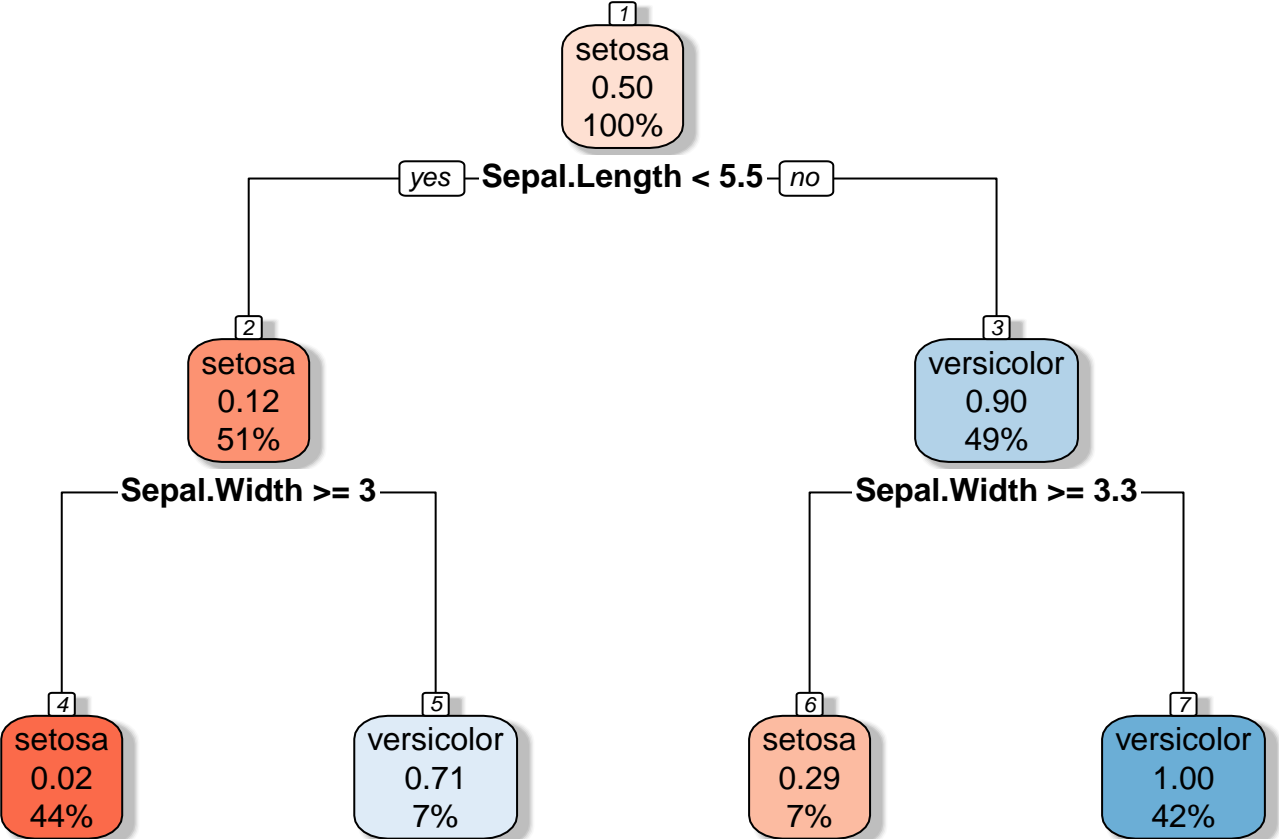 1
setosa
0.50
100%
yes Sepal.Length < 5.5 no
2
setosa
0.12
51%
3
versicolor
0.90
49%
Sepal.Width >= 3
Sepal.Width >= 3.3
4
setosa
0.02
44%
5
versicolor
0.71
7%
6
setosa
0.29
7%
7
versicolor
1.00
42%